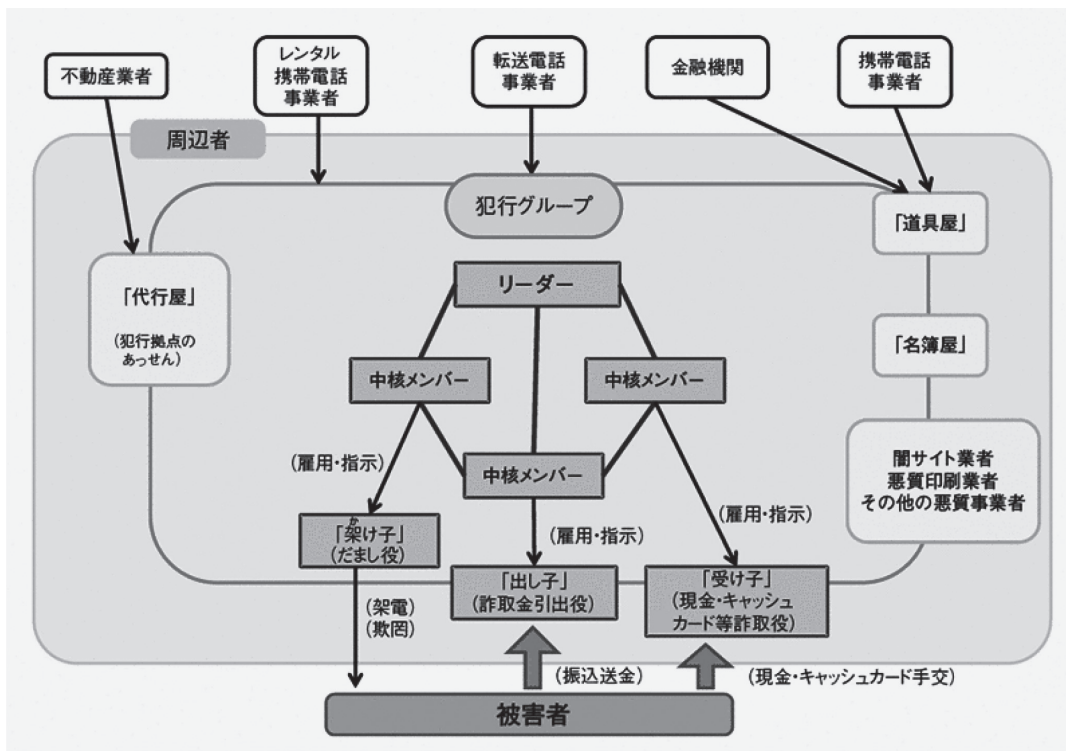 不動産業者
レンタル
携帯電話
事業者
転送電話
事業者
金融機関
携帯電話
事業者
周辺者
犯行グループ
「道具屋」
「代行屋」
(犯行拠点の
あっせん)
リーダー
「名簿屋」
中核メンバー
中核メンバー
闇サイト業者
悪質印刷業者
その他の悪質事業者
(雇用・指示)
中核メンバー
(雇用・指示)
(雇用・指示)
か
「架け子」
(だまし役)
「出し子」
(詐取金引出役)
「受け子」
(現金・キャッシュ
カード等詐取役)
(架電)
(欺罔)
(振込送金)
(現金・キャッシュカード手交)
被害者